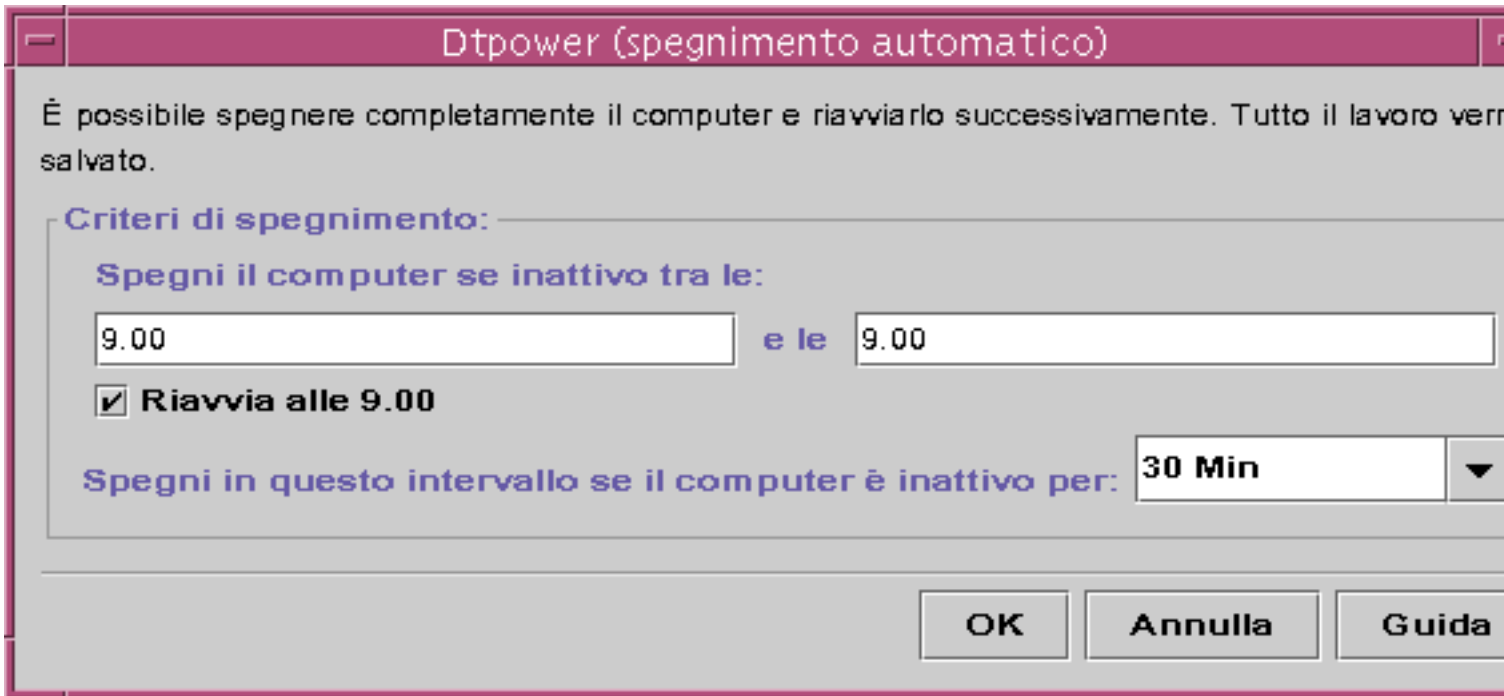 Dtpower (spegnimento automatico)
È possibile spegnere completamente il computer e riavviarlo successivamente. Tutto il lavoro
salvato.
Criteri di spegnimento:
Spegni il computer se inattivo tra le:
9.00 e le 9.00
Riavvia alle 9.00
Spegni in questo intervallo se il computer è inattivo per: 30 Min
OK Annulla Guida